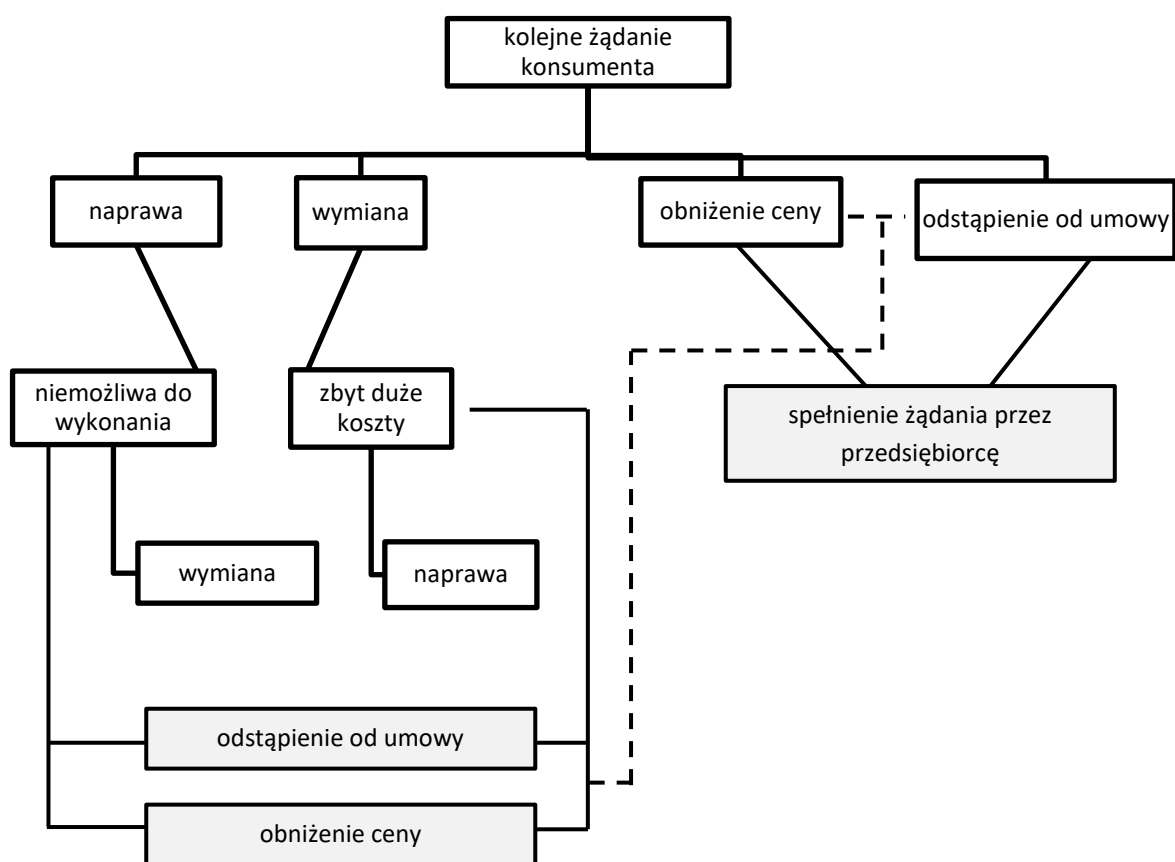 kolejne żądanie
konsumenta
naprawa
wymiana
obniżenie ceny
odstąpienie od umowy
niemożliwa do
wykonania
zbyt duże
koszty
spełnienie żądania przez
przedsiębiorcę
wymiana
naprawa
odstąpienie od umowy
obniżenie ceny